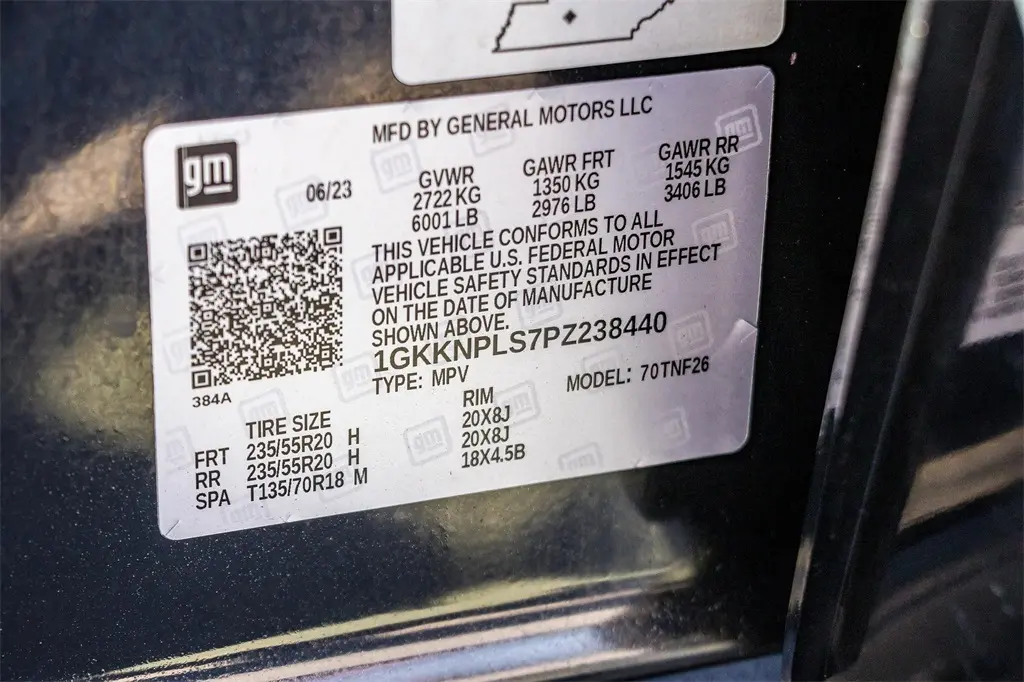 gm
MFD BY GENERAL MOTORS LLC
06/23
GVWR GAWR FRT GAWR RR
2722 KG 1350 KG 1545 KG
6001 LB 2976 LB 3406 LB
THIS VEHICLE CONFORMS TO ALL
APPLICABLE U.S. FEDERAL MOTOR
VEHICLE SAFETY STANDARDS IN EFFECT
ON THE DATE OF MANUFACTURE
SHOWN ABOVE.
1GKKNPLS7PZ238440
TYPE: MPV MODEL: 70TNF26
384A
TIRE SIZE RIM
FRT 235/55R20 H 20X8J
RR 235/55R20 H 20X8J
SPA T135/70R18 M 18X4.5B